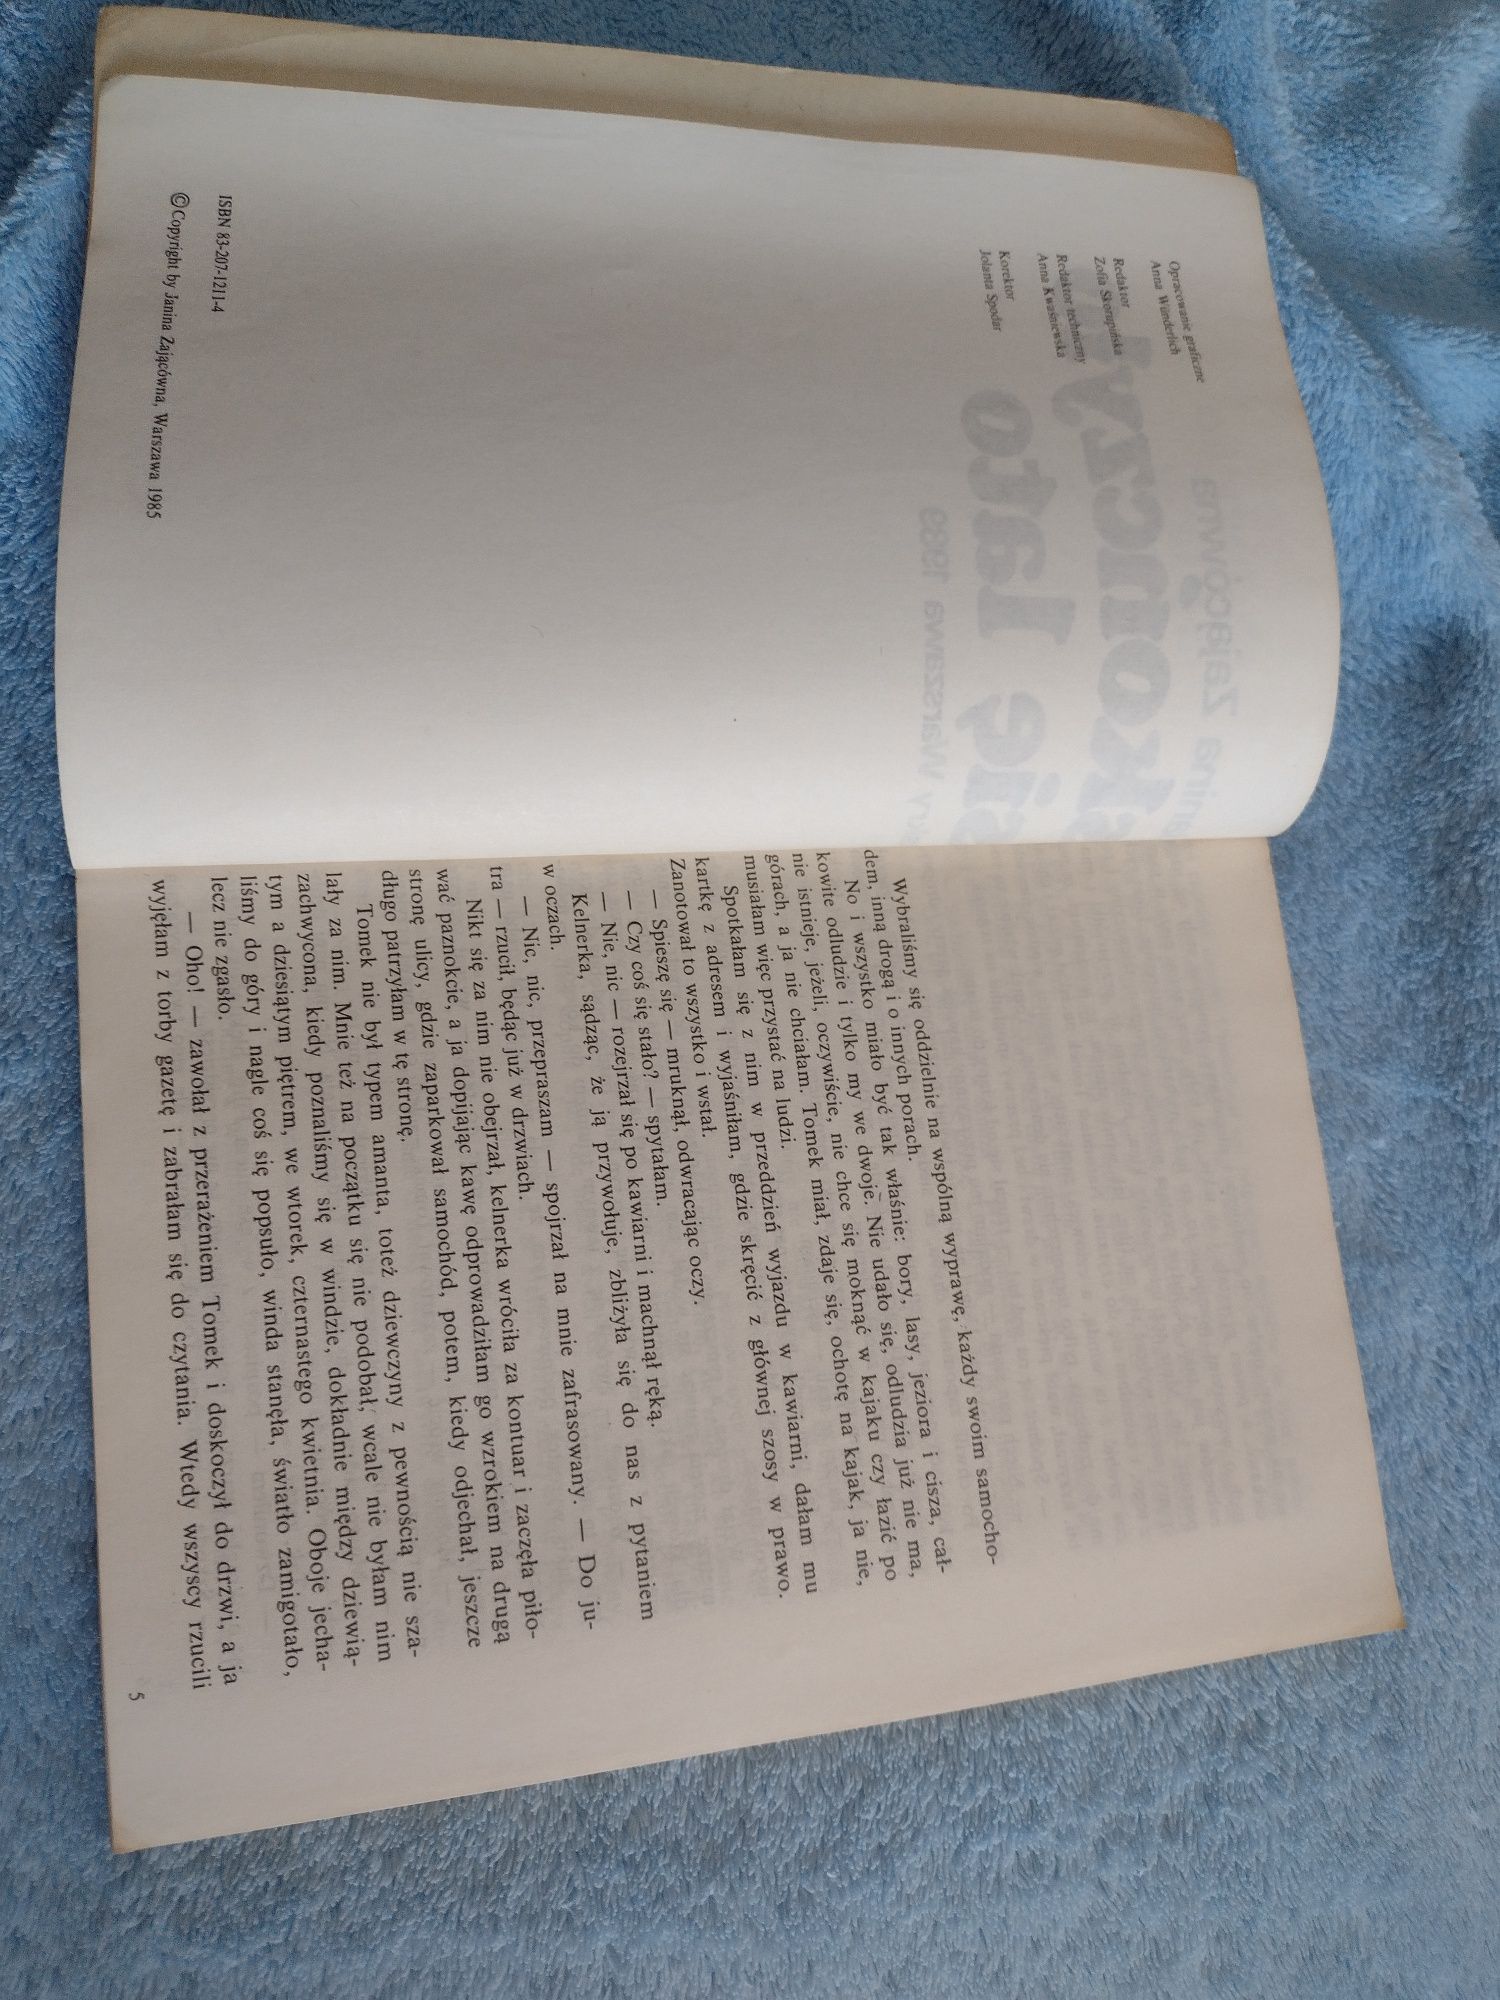 Opracowanie graficzne
Anna Wunderlich
Redaktor
Zofia Skorupińska
Redaktor techniczny
Anna Kwaśniewska
Korektor
Jolanta Spodar
ISBN 83-207-1211-4
©Copyright by Janina Zającówna, Warszawa 1985
Wybraliśmy się oddzielnie na wspólną wyprawę, każdy swoim samocho-
dem, inną drogą i o innych porach.
No i wszystko miało być tak właśnie: bory, lasy, jeziora i cisza, cał-
kowite odludzie i tylko my we dwoje. Nie udało się, odludzia już nie ma,
nie istnieje, jeżeli, oczywiście, nie chce się moknąć w kajaku czy łazić po
górach, a ja nie chciałam. Tomek miał, zdaje się, ochotę na kajak, ja nie,
musiałam więc przystać na ludzi.
Spotkałam się z nim w przeddzień wyjazdu w kawiarni, dałam mu
kartkę z adresem i wyjaśniłam, gdzie skręcić z głównej szosy w prawo.
Zanotował to wszystko i wstał.
— Spieszę się — mruknął, odwracając oczy.
— Czy coś się stało? — spytałam.
— Nie, nic — rozejrzał się po kawiarni i machnął ręką.
Kelnerka, sądząc, że ją przywołuje, zbliżyła się do nas z pytaniem
w oczach.
— Nic, nic, przepraszam — spojrzał na mnie zafrasowany. — Do ju-
tra — rzucił, będąc już w drzwiach.
Nikt się za nim nie obejrzał, kelnerka wróciła za kontuar i zaczęła piło-
wać paznokcie, a ja dopijając kawę odprowadziłam go wzrokiem na drugą
stronę ulicy, gdzie zaparkował samochód, potem, kiedy odjechał, jeszcze
długo patrzyłam w tę stronę.
Tomek nie był typem amanta, toteż dziewczyny z pewnością nie sza-
lały za nim. Mnie też na początku się nie podobał, wcale nie byłam nim
zachwycona, kiedy poznaliśmy się w windzie, dokładnie między dziewią-
tym a dziesiątym piętrem, we wtorek, czternastego kwietnia. Oboje jecha-
liśmy do góry i nagle coś się popsuło, winda stanęła, światło zamigotało,
lecz nie zgasło.
— Oho! — zawołał z przerażeniem Tomek i doskoczył do drzwi, a ja
wyjęłam z torby gazetę i zabrałam się do czytania. Wtedy wszyscy rzucili
5